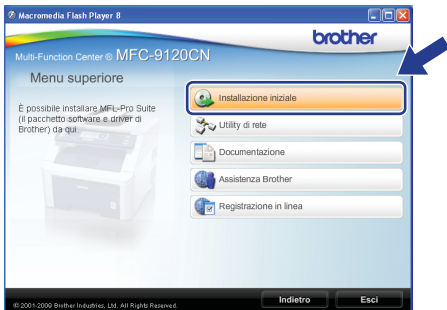 Macromedia Flash Player 8
brother
Multi-Function Center ® MFC-9120CN
Menu superiore
È possibile installare MFL-Pro Suite
(il pacchetto software e driver di
Brother) da qui
Installazione iniziale
Utility di rete
Documentazione
Assistenza Brother
Registrazione in linea
Indietro
Esci
© 2001-2009 Brother Industries, Ltd. All Rights Reserved.